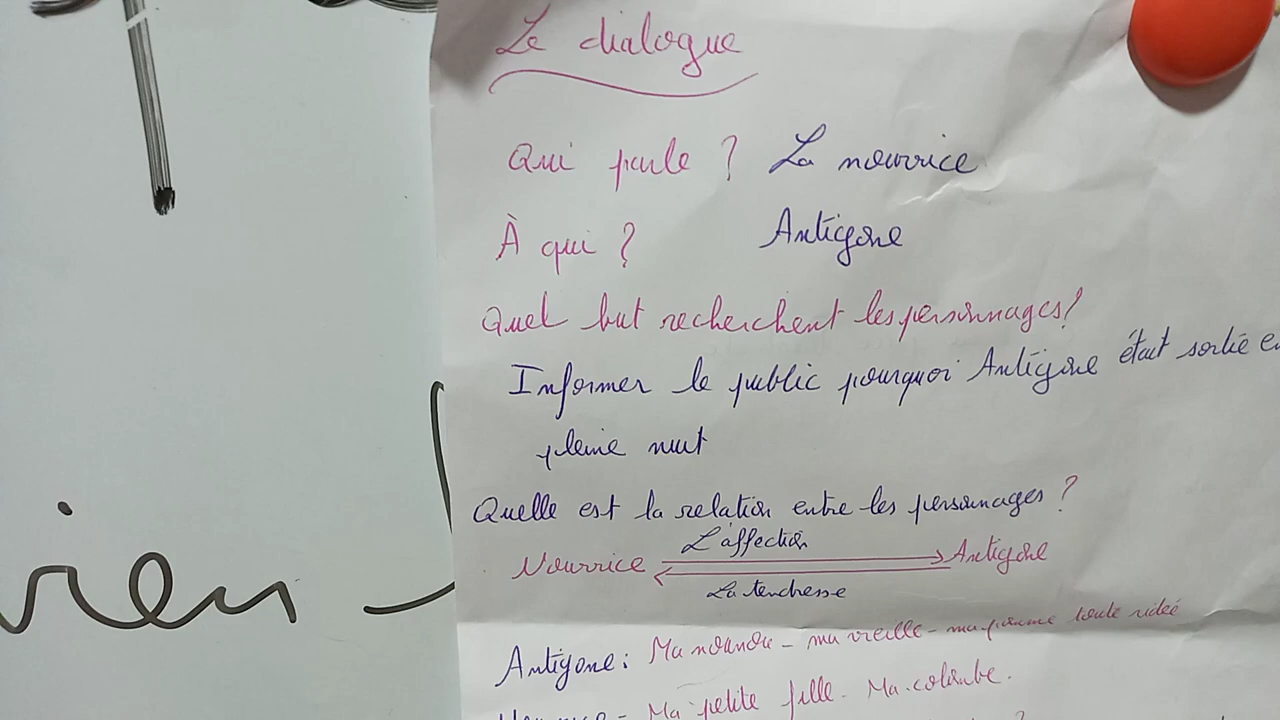 Le dialogue
Qui parle ? La nourrice
À qui ? Antigone
Quel but recherchent les personnages?
Informer le public pourquoi Antigone était sortie en
pleine nuit
Quelle est la relation entre les personnages ?
L'affection
Nourrice Antigone
La tendresse
Antigone : Ma nounou - ma vieille - ma pomme toute ridée
Ma petite fille - Ma colombe.